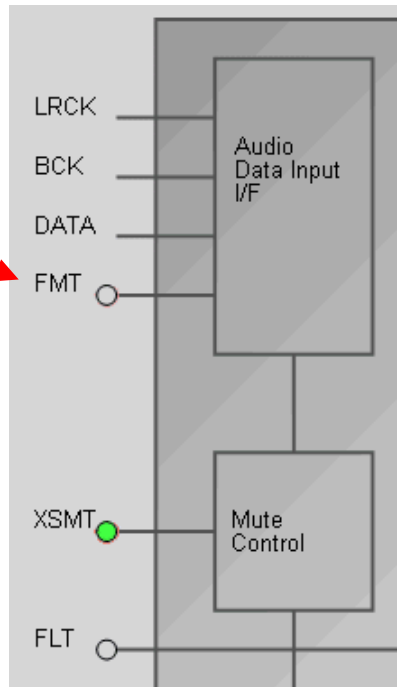 LRCK
BCK
DATA
FMT
Audio
Data Input
I/F
XSMT
Mute
Control
FLT